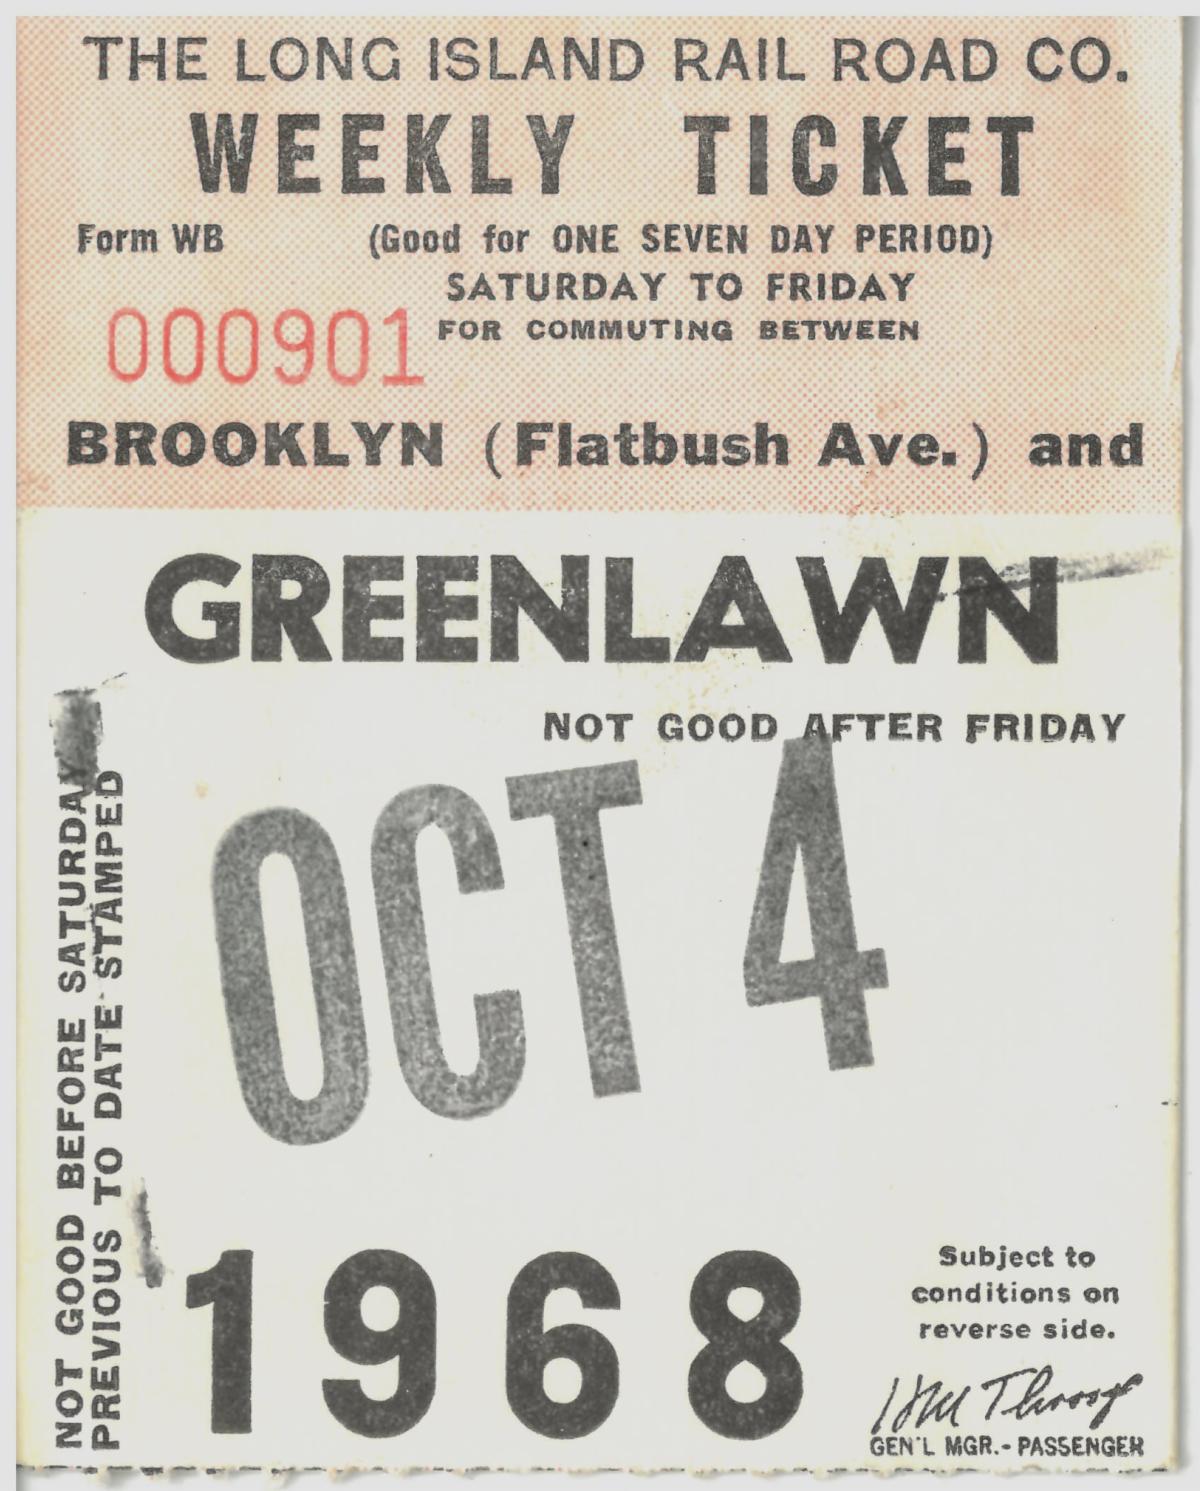 THE LONG ISLAND RAIL ROAD CO.
WEEKLY TICKET
Form WB (Good for ONE SEVEN DAY PERIOD)
SATURDAY TO FRIDAY
000901 FOR COMMUTING BETWEEN
BROOKLYN (Flatbush Ave.) and
GREENLAWN
NOT GOOD AFTER FRIDAY
OCT 4
NOT GOOD BEFORE SATURDAY
PREVIOUS TO DATE STAMPED
1968
Subject to
conditions on
reverse side.
GEN'L MGR.-PASSENGER